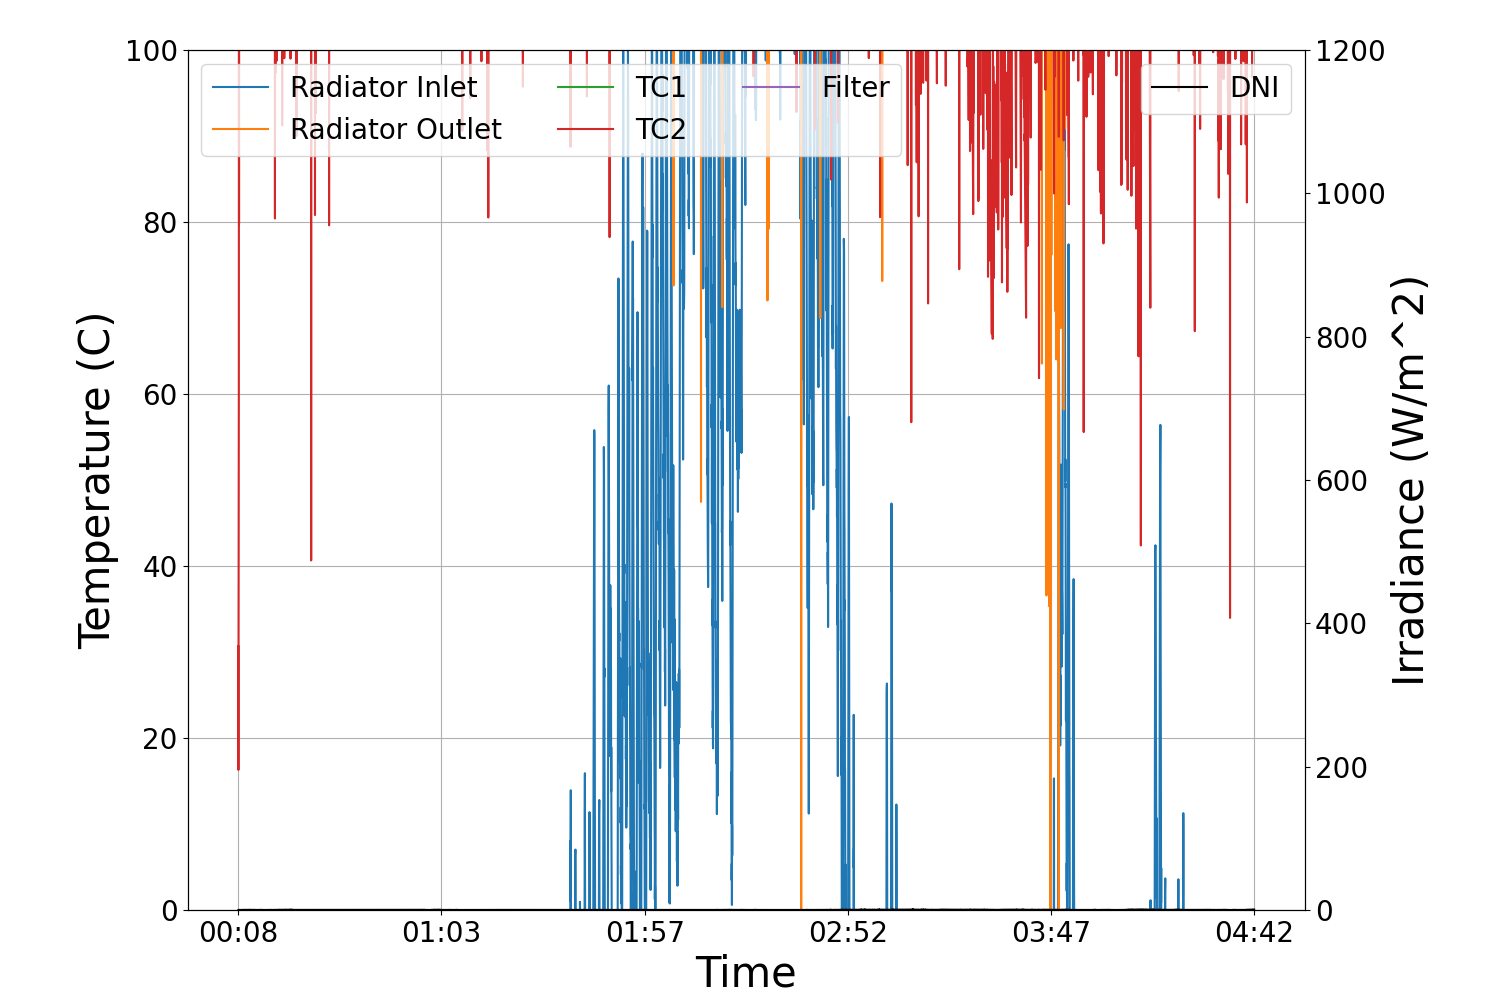 100
80
60
40
20
0
Temperature (C)
Radiator Inlet
Radiator Outlet
TC1
TC2
Filter
DNI
1200
1000
800
600
400
200
0
Irradiance (W/m^2)
00:08 01:03 01:57 02:52 03:47 04:42
Time